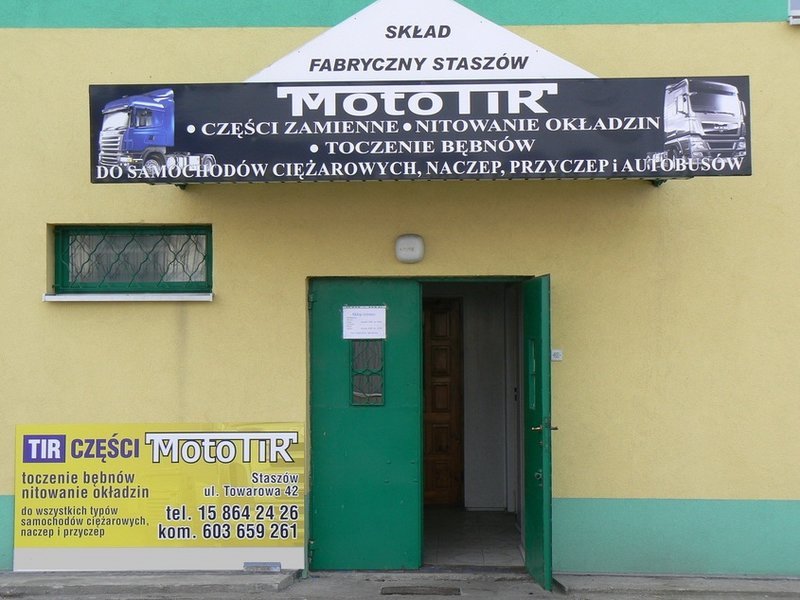 SKŁAD
FABRYCZNY STASZÓW
MotoTIR
• CZĘŚCI ZAMIENNE • NITOWANIE OKŁADZIN
• TOCZENIE BĘBNÓW
DO SAMOCHODÓW CIĘŻAROWYCH, NACZEP, PRZYCZEP i AUTOBUSÓW
TIR CZĘŚCI MotoTIR
toczenie bębnów
nitowanie okładzin
do wszystkich typów
samochodów ciężarowych,
naczep i przyczep
Staszów
ul. Towarowa 42
tel. 15 864 24 26
kom. 603 659 261